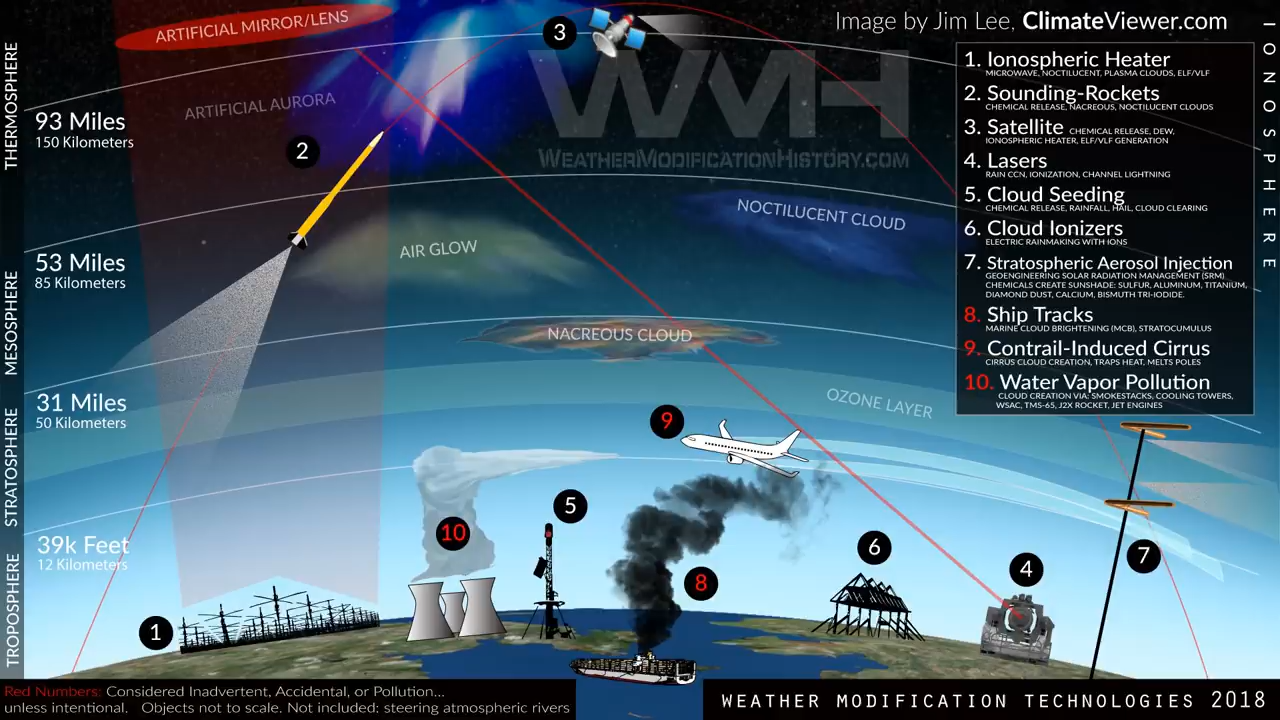 Image by Jim Lee, ClimateViewer.com
ARTIFICIAL MIRROR/LENS
3
WMH
WEATHERMODIFICATIONHISTORY.COM
ARTIFICIAL AURORA
THERMOSPHERE
93 Miles
150 Kilometers
2
NOCTILUCENT CLOUD
AIR GLOW
53 Miles
85 Kilometers
MESOSPHERE
NACREOUS CLOUD
31 Miles
50 Kilometers
OZONE LAYER
9
STRATOSPHERE
5
10
39k Feet
12 Kilometers
6
7
4
8
1
TROPOSPHERE
IONOSPHERE
1. Ionospheric Heater
MICROWAVE, NOCTILUCENT, PLASMA CLOUDS, ELF/VLF
2. Sounding-Rockets
CHEMICAL RELEASE, NACREOUS, NOCTILUCENT CLOUDS
3. Satellite CHEMICAL RELEASE, DEW,
IONOSPHERIC HEATER, ELF/VLF GENERATION
4. Lasers
RAIN CCN, IONIZATION, CHANNEL LIGHTNING
5. Cloud Seeding
CHEMICAL RELEASE, RAINFALL, HAIL, CLOUD CLEARING
6. Cloud Ionizers
ELECTRIC RAINMAKING WITH IONS
7. Stratospheric Aerosol Injection
GEOENGINEERING SOLAR RADIATION MANAGEMENT (SRM)
CHEMICALS CREATE SUNSHADE: SULFUR, ALUMINUM, TITANIUM,
DIAMOND DUST, CALCIUM, BISMUTH TRI-IODIDE.
8. Ship Tracks
MARINE CLOUD BRIGHTENING (MCB), STRATOCUMULUS
9. Contrail-Induced Cirrus
CIRRUS CLOUD CREATION, TRAPS HEAT, MELTS POLES
10. Water Vapor Pollution
CLOUD CREATION VIA: SMOKESTACKS, COOLING TOWERS,
WSAC, TMS-65, J2X ROCKET, JET ENGINES
Red Numbers: Considered Inadvertent, Accidental, or Pollution...
unless intentional. Objects not to scale. Not included; steering atmospheric rivers
WEATHER MODIFICATION TECHNOLOGIES 2018